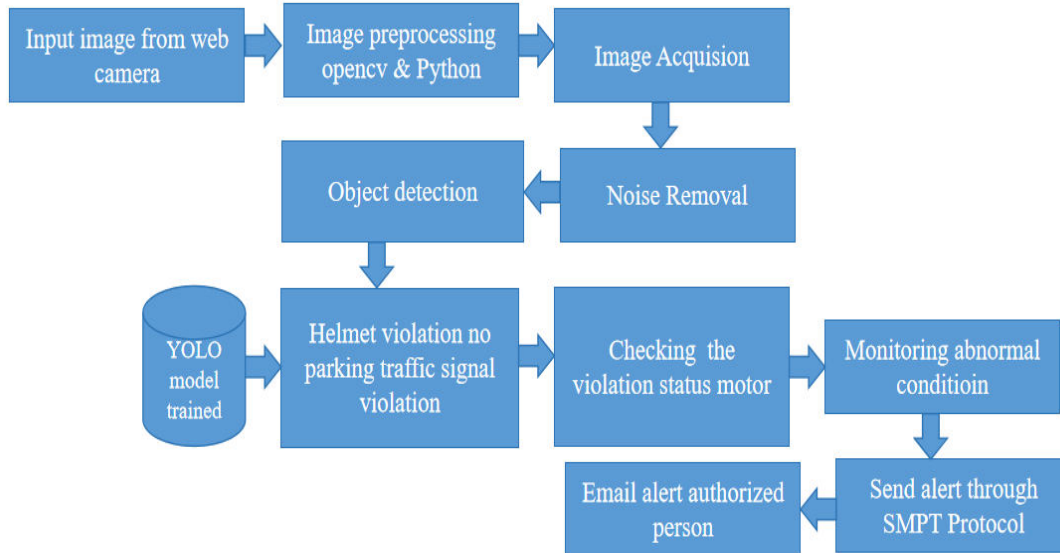 Input image from web
camera
Image preprocessing
opencv & Python
Image Acquision
Noise Removal
Object detection
YOLO
model
trained
Helmet violation no
parking traffic signal
violation
Checking the
violation status motor
Monitoring abnormal
conditioin
Send alert through
SMPT Protocol
Email alert authorized
person